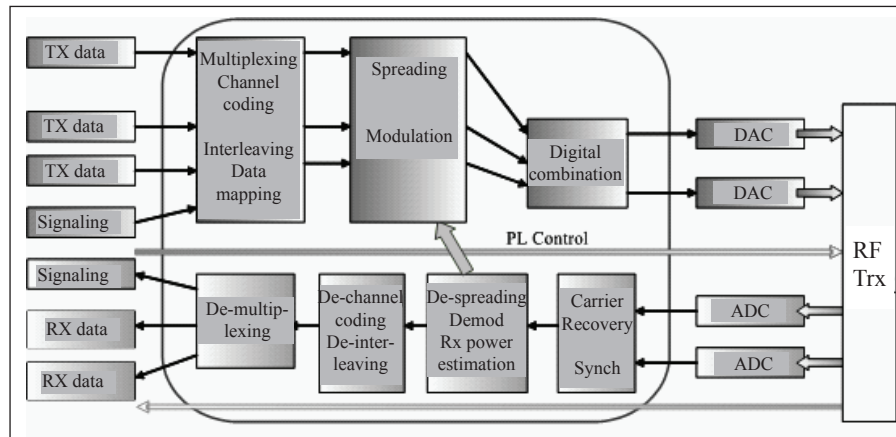 TX data
TX data
TX data
Signaling
Multiplexing
Channel
coding
Interleaving
Data
mapping
Spreading
Modulation
Digital
combination
DAC
DAC
PL Control
RF
Trx
Signaling
RX data
RX data
De-multip-
plexing
De-channel
coding
De-inter-
leaving
De-spreading
Demod
Rx power
estimation
Carrier
Recovery
Synch
ADC
ADC